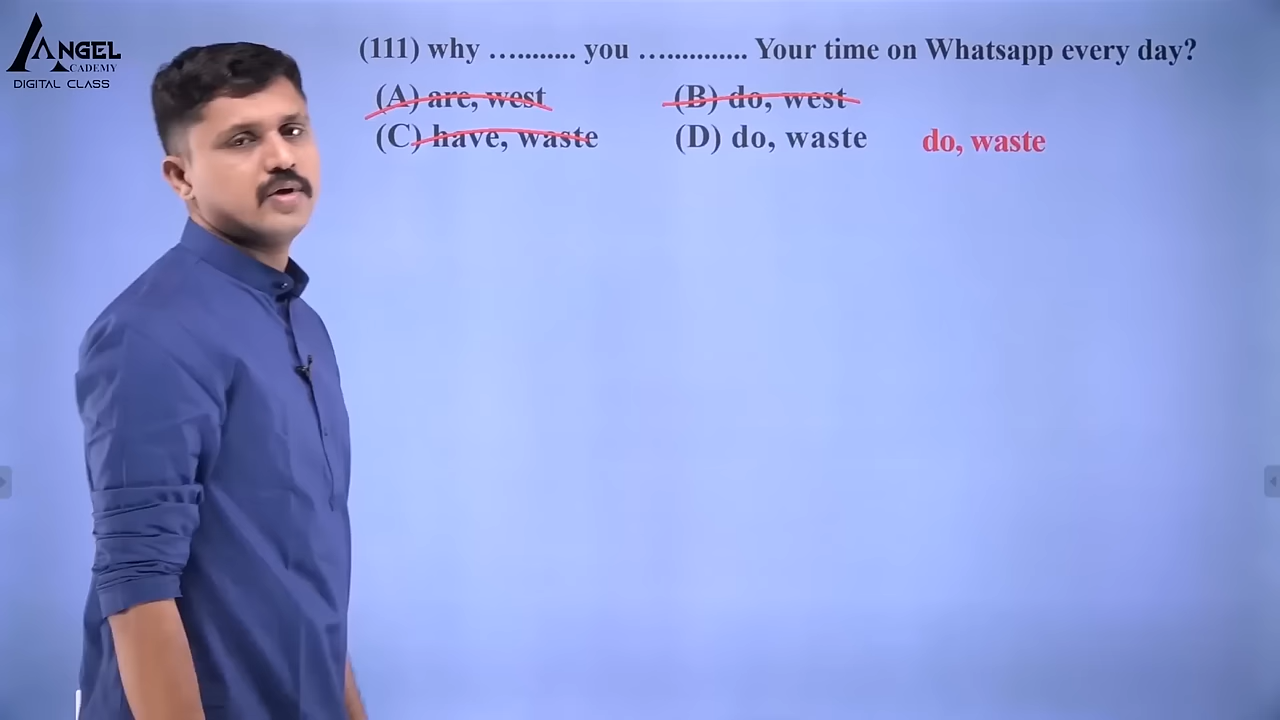 ANGEL
ACADEMY
DIGITAL CLASS
(111) why …......... you …........... Your time on Whatsapp every day?
(A) are, west (B) do, west
(C) have, waste (D) do, waste do, waste